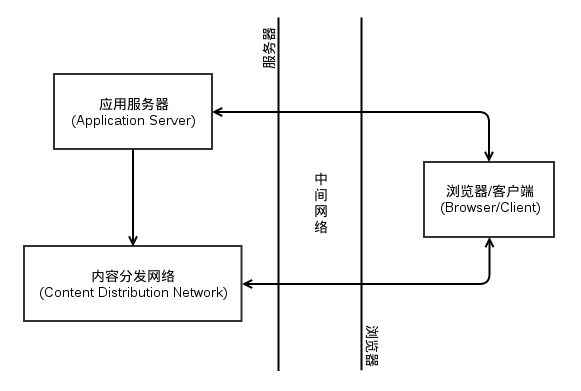 服务器
应用服务器
(Application Server)
中间网络
浏览器/客户端
(Browser/Client)
内容分发网络
(Content Distribution Network)
浏览器